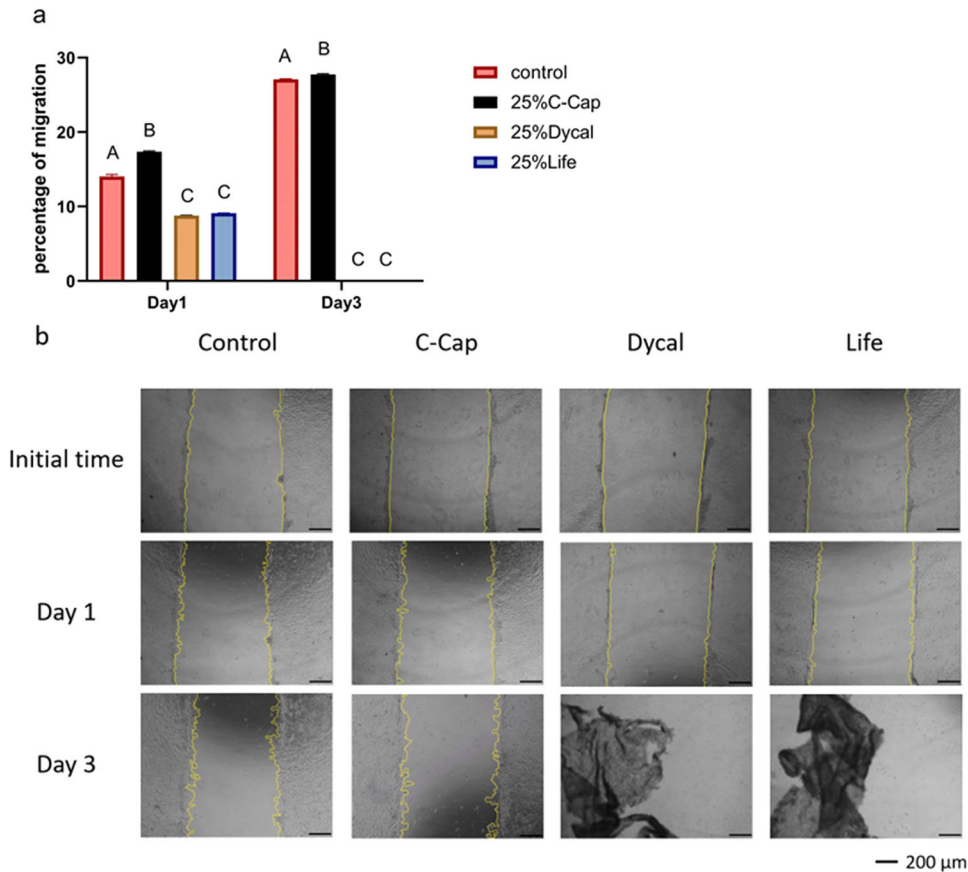 a
percentage of migration
30
20
10
0
A
B
C
C
A
B
C C
Day1
Day3
control
25%C-Cap
25%Dycal
25%Life
b
Control
C-Cap
Dycal
Life
Initial time
Day 1
Day 3
200 µm